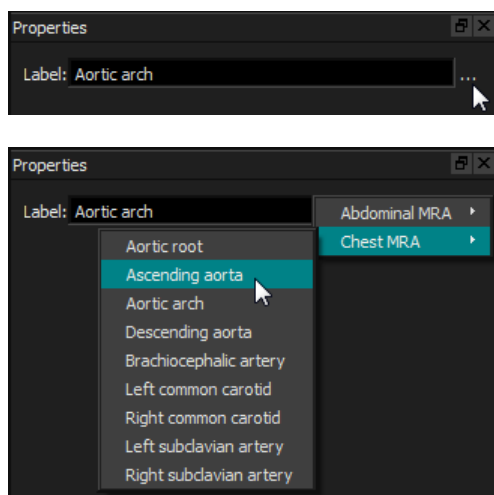 Properties
Label: Aortic arch ...
Properties
Label: Aortic arch
Abdominal MRA
Chest MRA
Aortic root
Ascending aorta
Aortic arch
Descending aorta
Brachiocephalic artery
Left common carotid
Right common carotid
Left subclavian artery
Right subclavian artery